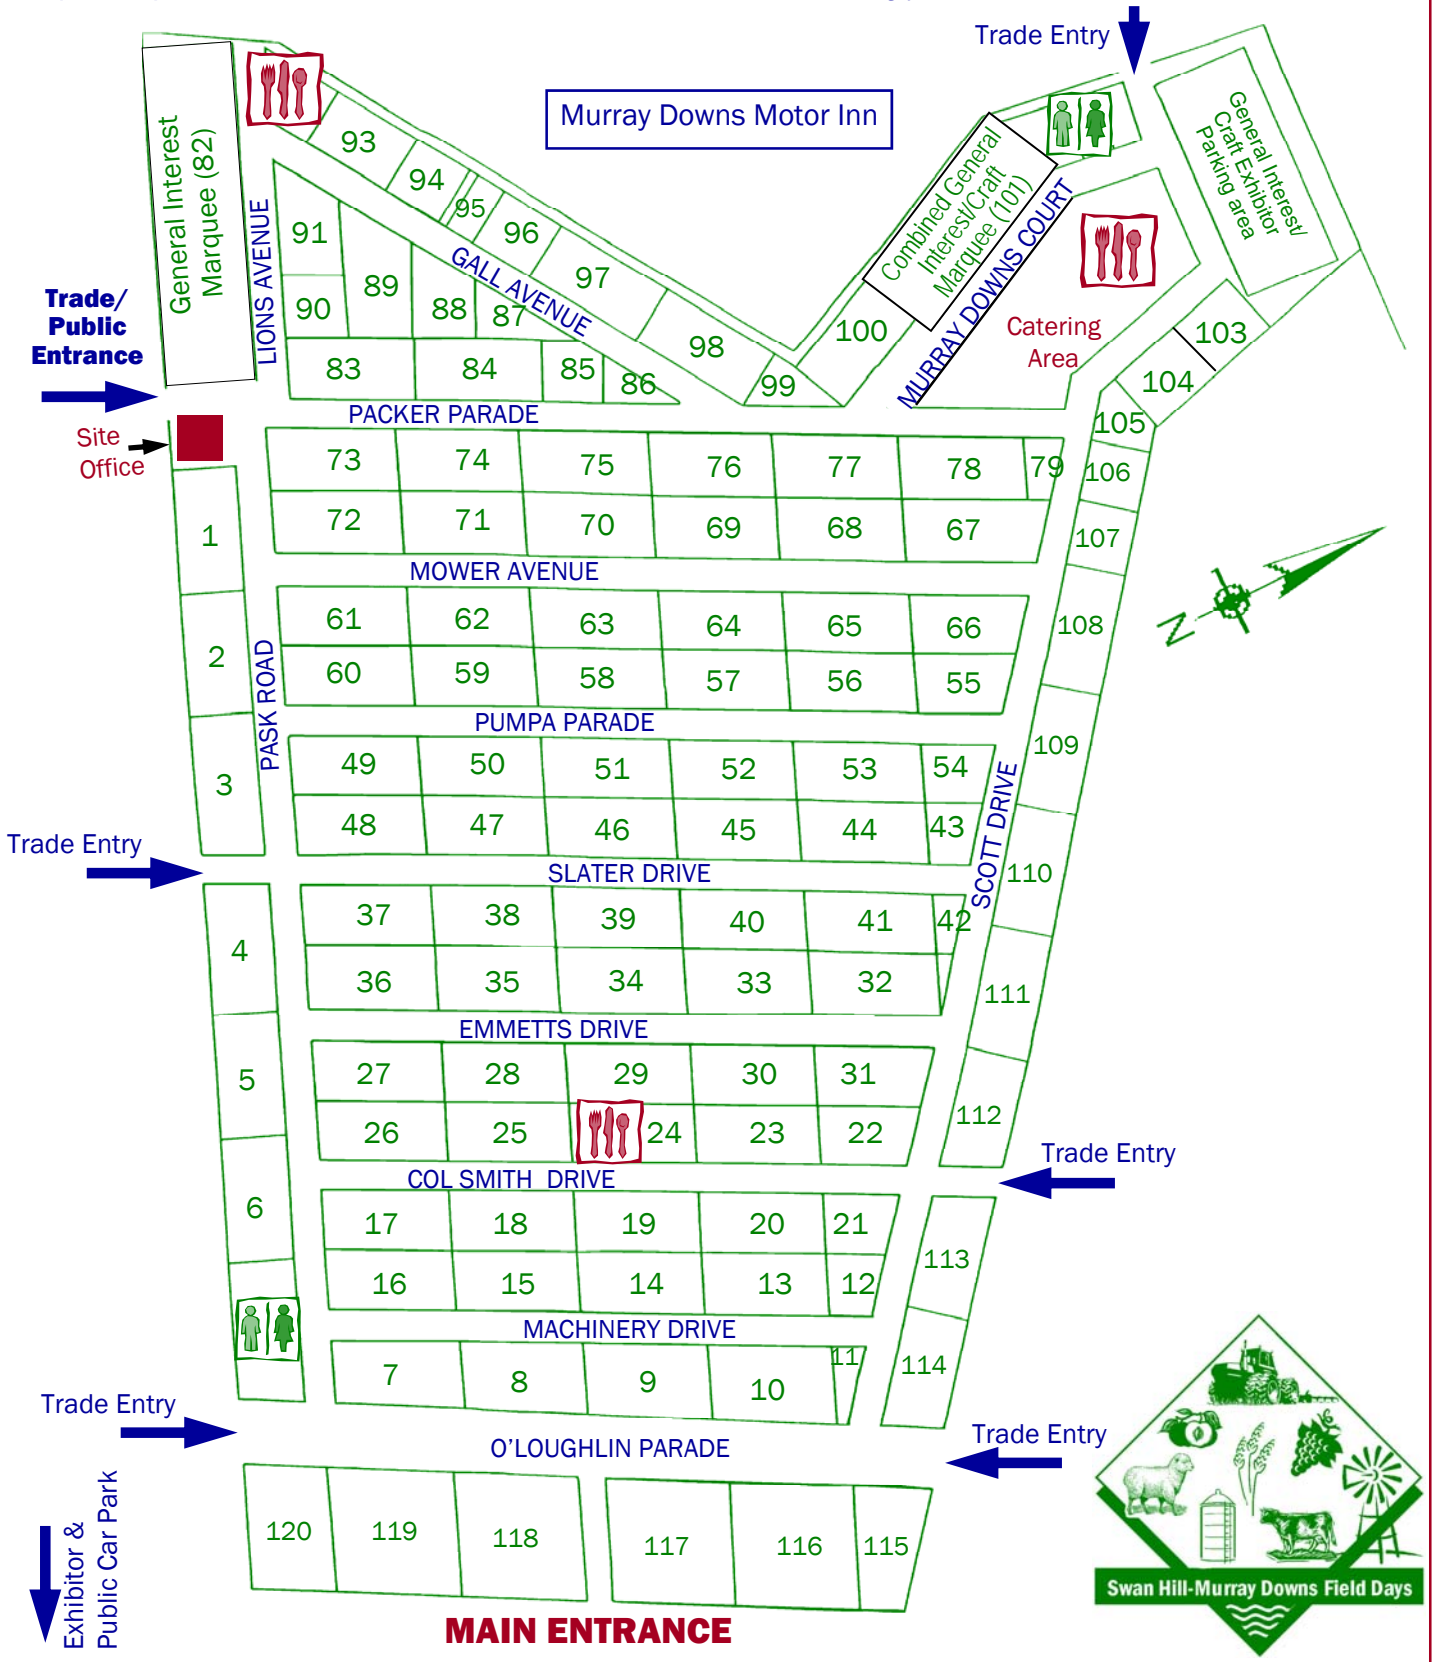 Trade Entry
Murray Downs Motor Inn
General Interest
Marquee (82)
93
94
95
96
97
98
99
100
Combined General
Interest/Craft
Marquee (101)
General Interest/
Craft Exhibitor
Parking area
MURRAY DOWNS COURT
LIONS AVENUE
GALL AVENUE
91
90
89
88
87
83
84
85
86
Catering
Area
103
104
105
106
107
108
109
110
111
112
113
114
Trade/
Public
Entrance
PACKER PARADE
Site
Office
73
74
75
76
77
78
79
72
71
70
69
68
67
MOWER AVENUE
1
2
3
61
62
63
64
65
66
60
59
58
57
56
55
PASK ROAD
PUMPA PARADE
N
49
50
51
52
53
54
48
47
46
45
44
43
SCOTT DRIVE
Trade Entry
SLATER DRIVE
4
5
6
37
38
39
40
41
42
36
35
34
33
32
EMMETTS DRIVE
27
28
29
30
31
26
25
24
23
22
Trade Entry
COL SMITH DRIVE
17
18
19
20
21
16
15
14
13
12
MACHINERY DRIVE
7
8
9
10
11
Trade Entry
O'LOUGHLIN PARADE
Trade Entry
Exhibitor &
Public Car Park
120
119
118
117
116
115
MAIN ENTRANCE
Swan Hill-Murray Downs Field Days